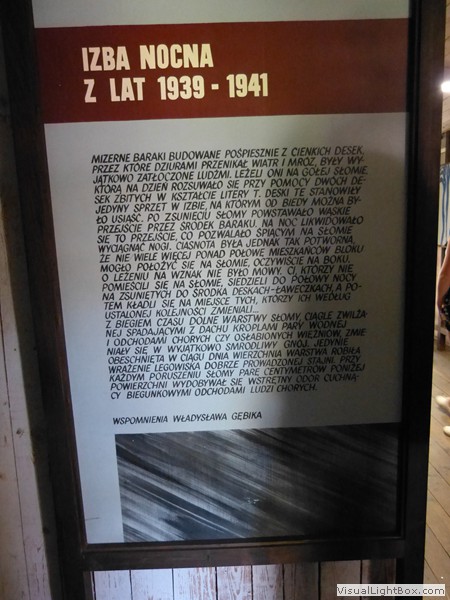 IZBA NOCNA
Z LAT 1939 - 1941
MIZERNE BARAKI BUDOWANE POŚPIESZNIE Z CIENKICH DESEK,
PRZEZ KTÓRE DZIURAMI PRZENIKAŁ WIATR I MRÓZ, BYŁY WY-
JĄTKOWO ZATŁOCZONE LUDŹMI. LEŻELI ONI NA GOŁEJ SŁOMIE,
KTÓRĄ NA DZIEŃ ROZSUWAŁO SIĘ PRZY POMOCY DWÓCH DE-
SEK ZBITYCH W KSZTAŁCIE LITERY T. DESKI TE STANOWIŁY
JEDYNY SPRZĘT W IZBIE, NA KTÓRYM OD BIEDY MOŻNA BY-
ŁO USIĄŚĆ. PO ZSUNIĘCIU SŁOMY POWSTAWAŁO WĄSKIE
PRZEJŚCIE PRZEZ ŚRODEK BARAKU. NA NOC LIKWIDOWAŁO
SIĘ TO PRZEJŚCIE, CO POZWALAŁO ŚPIĄCYM NA SŁOMIE
WYCIĄGNĄĆ NOGI. CIASNOTA BYŁA JEDNAK TAK POTWORNA,
ŻE NIE WIELE WIĘCEJ PONAD POŁOWĘ MIESZKAŃCÓW BLOKU
MOGŁO POŁOŻYĆ SIĘ NA SŁOMIE, OCZYWIŚCIE NA BOKU.
O LEŻENIU NA WZNAK NIE BYŁO MOWY. CI, KTÓRZY NIE
POMIEŚCILI SIĘ NA SŁOMIE, SIEDZIELI DO POŁOWY NOCY
NA ZSUNIĘTYCH DO ŚRODKA DESKACH-ŁAWECZKACH, A PO-
TEM KŁADLI SIĘ NA MIEJSCE TYCH, KTÓRZY ICH WEDŁUG
USTALONEJ KOLEJNOŚCI ZMIENIALI...
Z BIEGIEM CZASU DOLNE WARSTWY SŁOMY, CIĄGLE ZWILŻA-
NEJ SPADAJĄCYMI Z DACHU KROPLAMI PARY WODNEJ
I ODCHODAMI CHORYCH CZY OSŁABIONYCH WIĘŹNIÓW, ZMIE
NIAŁY SIĘ W WYJĄTKOWO SMRODLIWY GNÓJ. JEDYNIE
OBESCHNIĘTA W CIĄGU DNIA WIERZCHNIA WARSTWA ROBIŁA
WRAŻENIE LEGOWISKA DOBRZE PROWADZONEJ STAJNI. PRZY
KAŻDYM PORUSZENIU SŁOMY PARĘ CENTYMETRÓW PONIŻEJ
POWIERZCHNI WYDOBYWAŁ SIĘ WSTRĘTNY ODÓR CUCHNĄ-
CY BIEGUNKOWYMI ODCHODAMI LUDZI CHORYCH.
WSPOMNIENIA WŁADYSŁAWA GĘBIKA
VisualLightBox.com